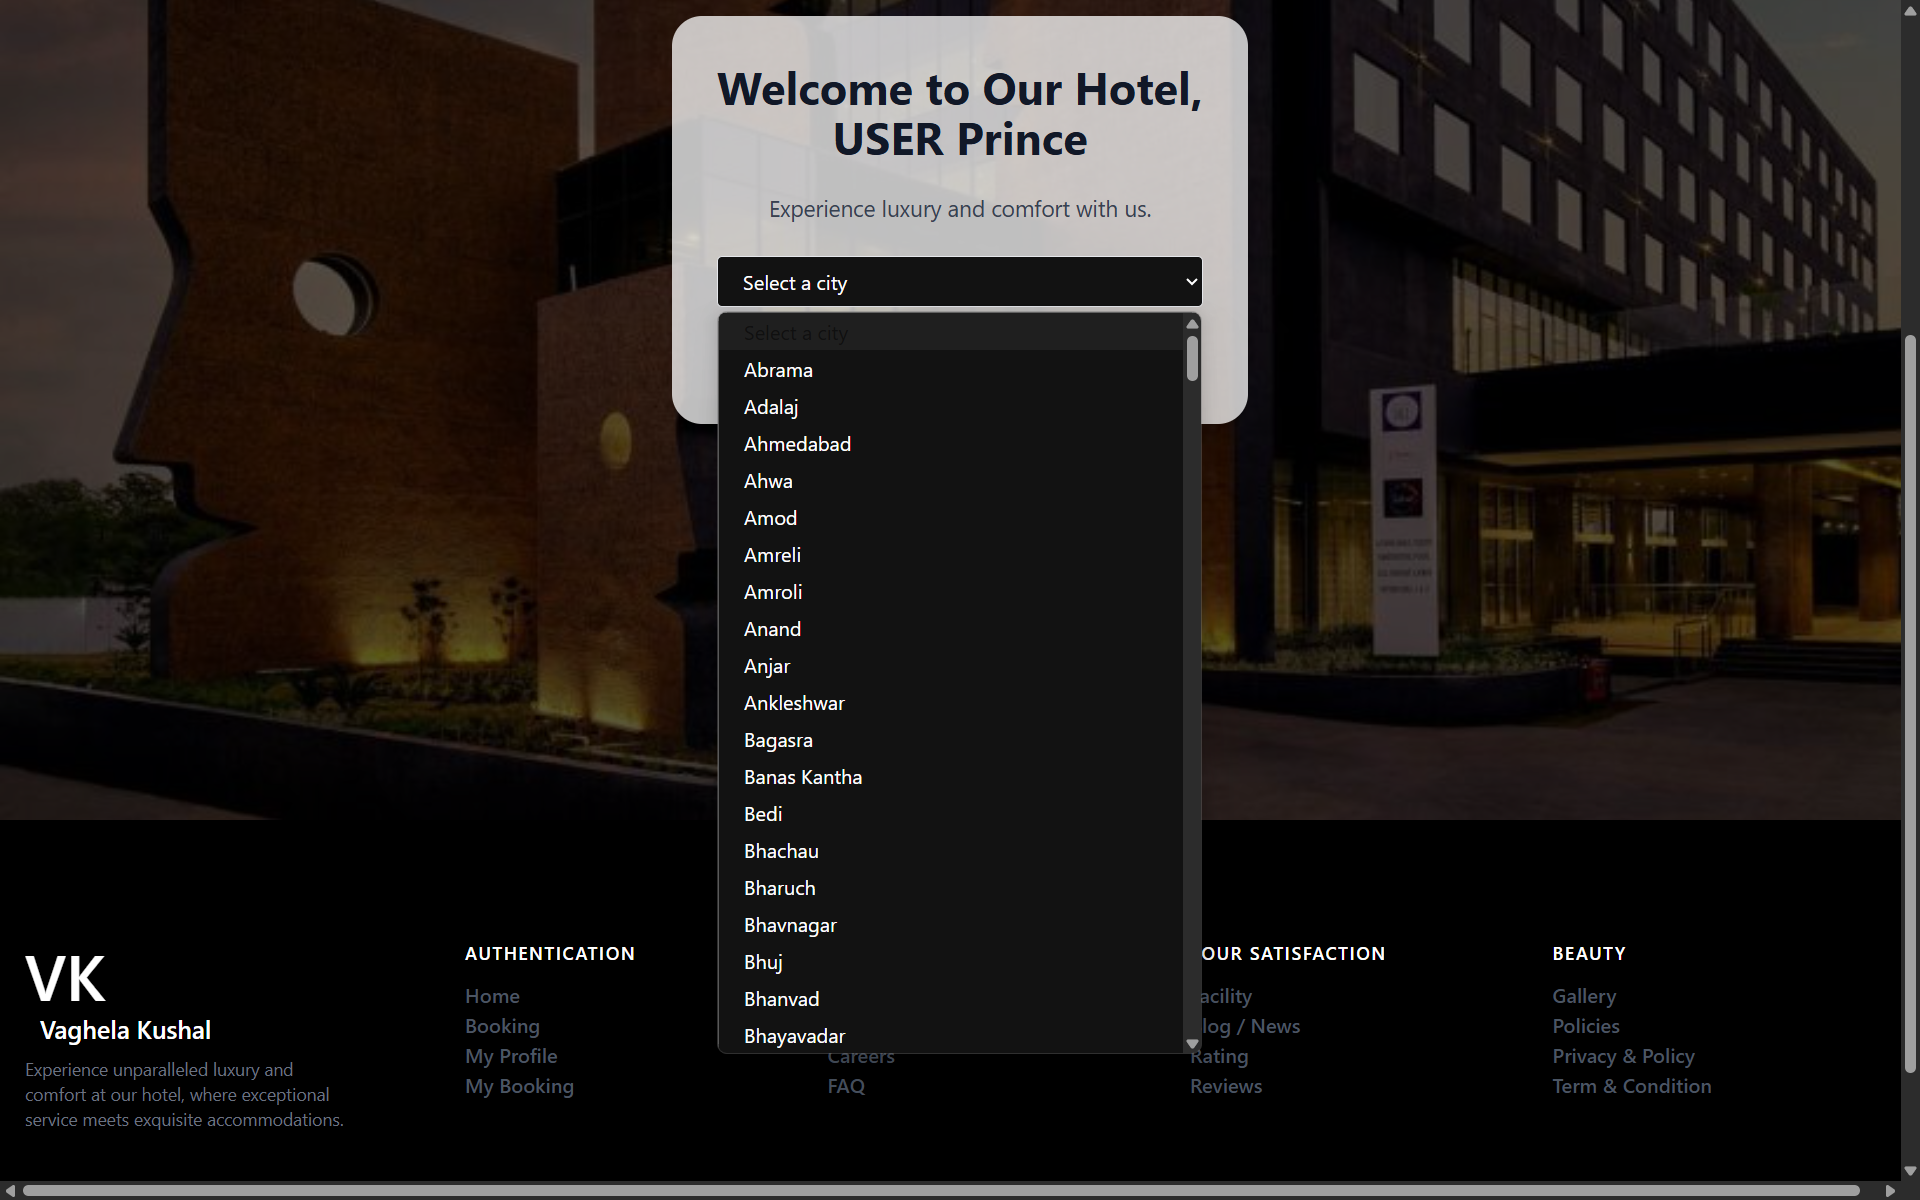 Welcome to Our Hotel,
USER Prince
Experience luxury and comfort with us.
Select a city
Select a city
Abrama
Adalaj
Ahmedabad
Ahwa
Amod
Amreli
Amroli
Anand
Anjar
Ankleshwar
Bagasra
Banas Kantha
Bedi
Bhachau
Bharuch
Bhavnagar
Bhuj
Bhanvad
Bhayavadar
VK
Vaghela Kushal
Experience unparalleled luxury and
comfort at our hotel, where exceptional
service meets exquisite accommodations.
AUTHENTICATION
Home
Booking
My Profile
My Booking
Careers
FAQ
OUR SATISFACTION
acility
log / News
Rating
Reviews
BEAUTY
Gallery
Policies
Privacy & Policy
Term & Condition